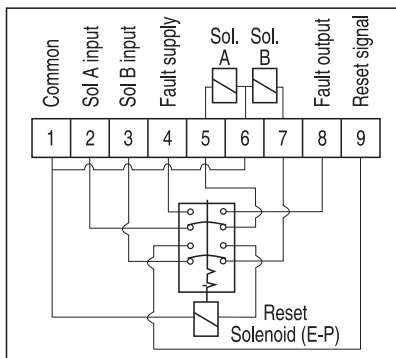 Common
Sol A input
Sol B input
Fault supply
Sol.
A
Sol.
B
Fault output
Reset signal
1 2 3 4 5 6 7 8 9
Reset
Solenoid (E-P)